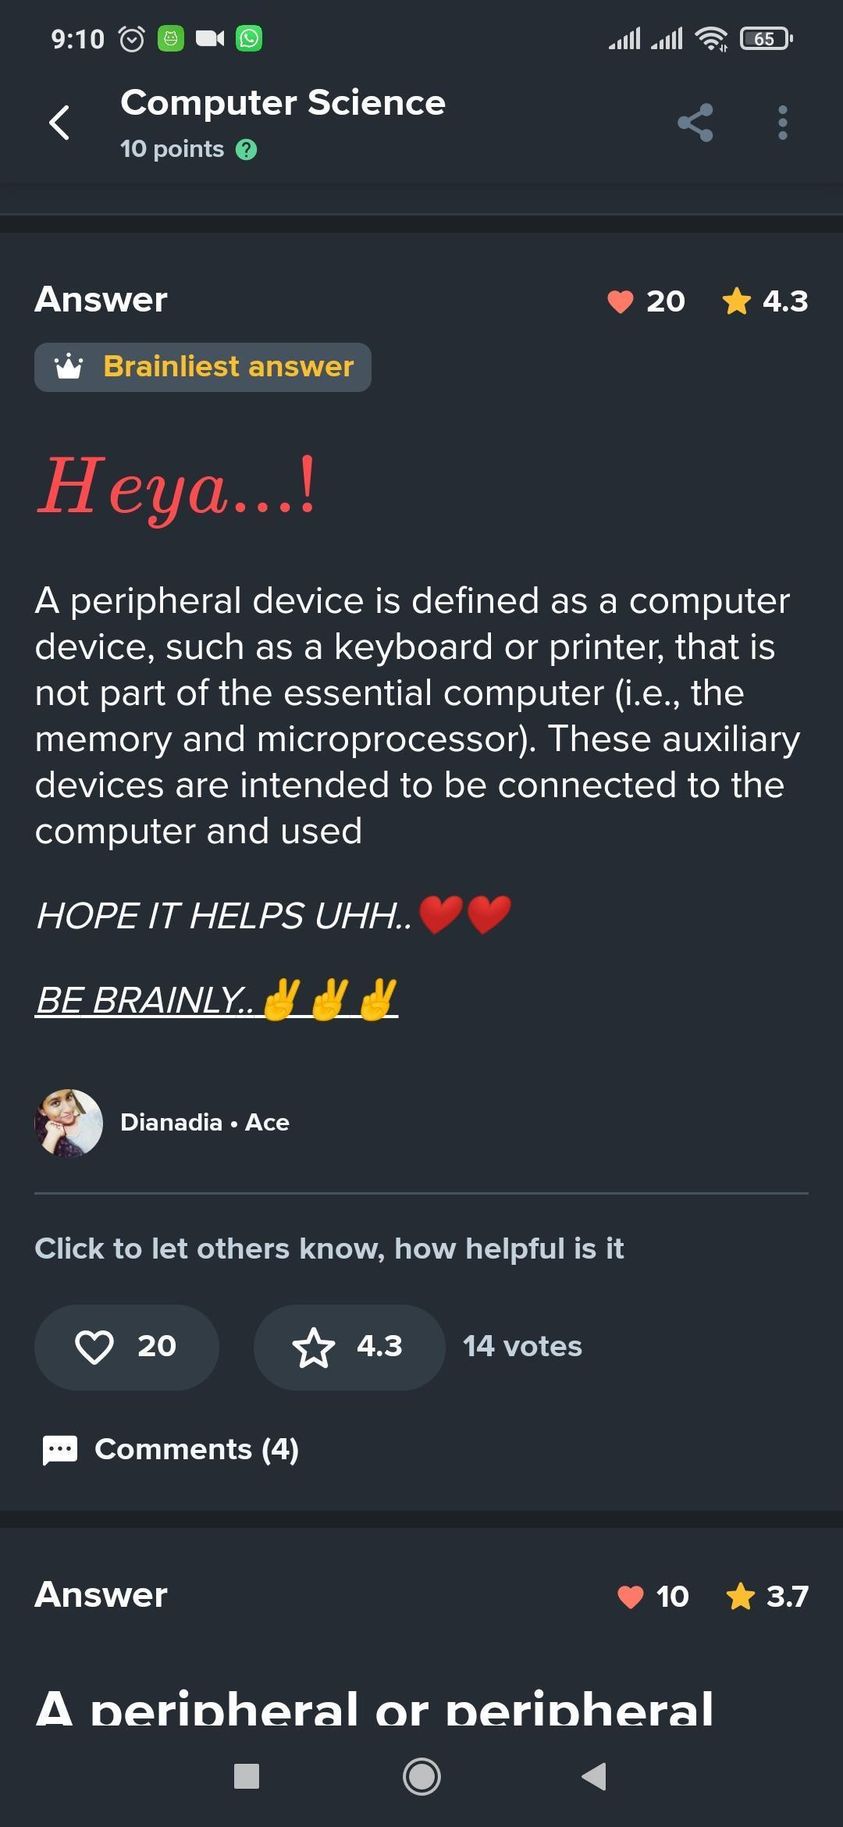 9:10
65
Computer Science
10 points ?
Answer
20 4.3
Brainliest answer
Heya...!
A peripheral device is defined as a computer
device, such as a keyboard or printer, that is
not part of the essential computer (i.e., the
memory and microprocessor). These auxiliary
devices are intended to be connected to the
computer and used
HOPE IT HELPS UHH..❤❤
BE BRAINLY..✌✌✌
Dianadia • Ace
Click to let others know, how helpful is it
20 4.3 14 votes
Comments (4)
Answer
10 3.7
A peripheral or peripheral